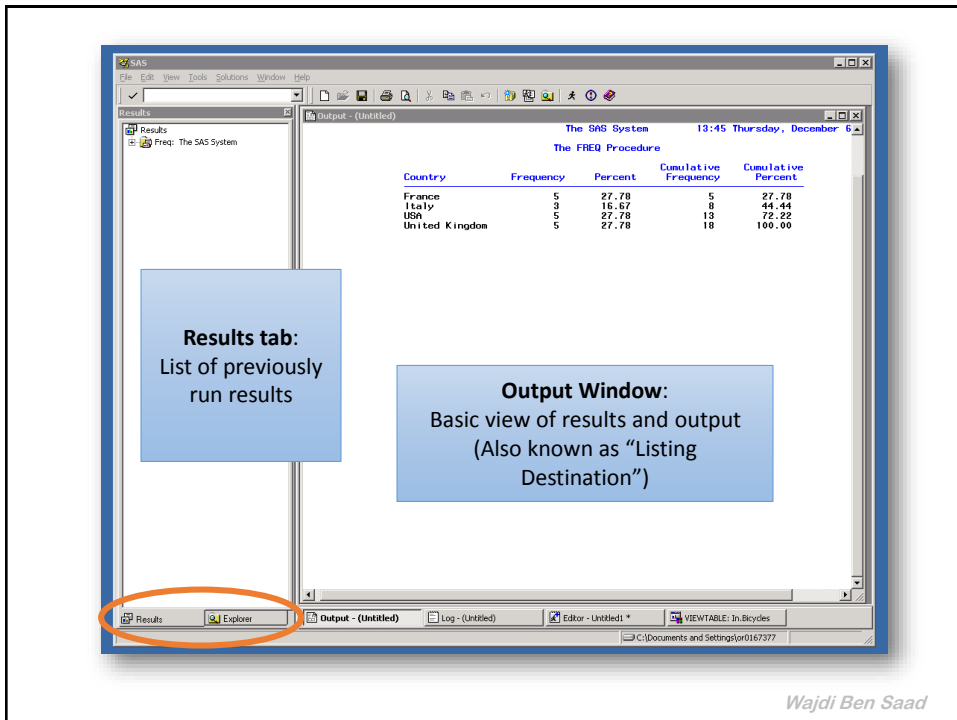 SAS
File Edit View Tools Solutions Window Help
Results
Results
Freq: The SAS System
Output - (Untitled)
The SAS System 13:45 Thursday, December 6
The FREQ Procedure
Cumulative Cumulative
Country Frequency Percent Frequency Percent
France 5 27.78 5 27.78
Italy 3 16.67 8 44.44
USA 5 27.78 13 72.22
United Kingdom 5 27.78 18 100.00
Results tab:
List of previously
run results
Output Window:
Basic view of results and output
(Also known as “Listing
Destination”)
Results Explorer Output - (Untitled) Log - (Untitled) Editor - Untitled1 * VIEWTABLE: In.Bicycles
C:\Documents and Settings\or0167377
Wajdi Ben Saad